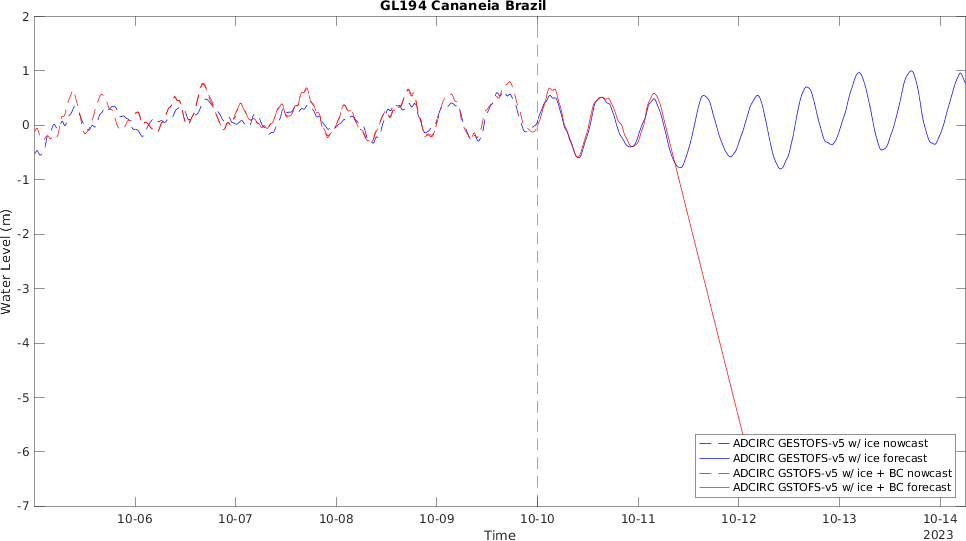 GL194 Cananeia Brazil
2
1
0
-1
-2
-3
-4
-5
-6
-7
Water Level (m)
ADCIRC GESTOFS-v5 w/ ice nowcast
ADCIRC GESTOFS-v5 w/ ice forecast
ADCIRC GSTOFS-v5 w/ ice + BC nowcast
ADCIRC GSTOFS-v5 w/ ice + BC forecast
10-06 10-07 10-08 10-09 10-10 10-11 10-12 10-13 10-14
Time 2023